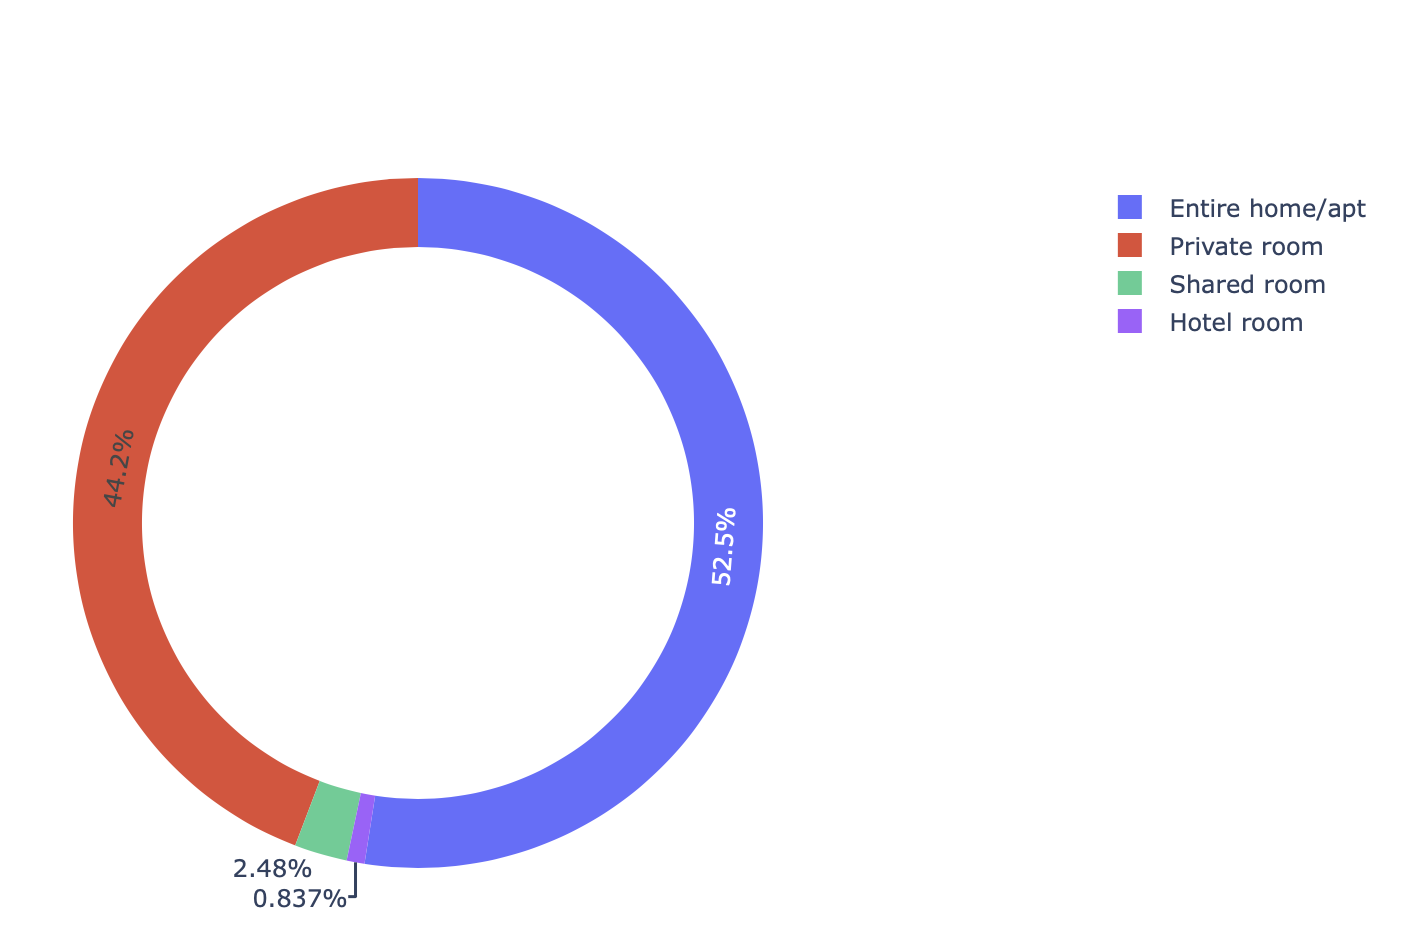 Entire home/apt
Private room
Shared room
Hotel room
44.2%
52.5%
2.48%
0.837%